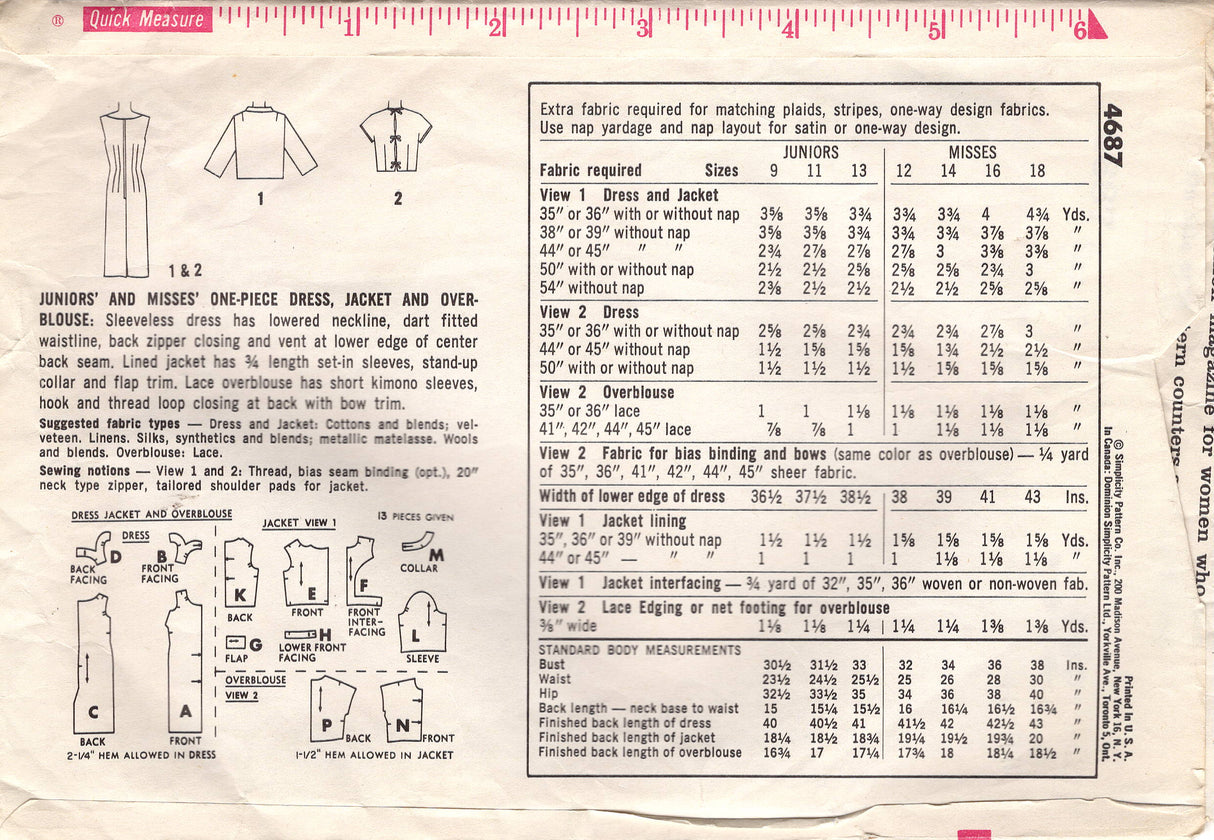 ® Quick Measure 1 2 3 4 5 6
1 & 2
1
2
JUNIORS' AND MISSES' ONE-PIECE DRESS, JACKET AND OVER-
BLOUSE: Sleeveless dress has lowered neckline, dart fitted
waistline, back zipper closing and vent at lower edge of center
back seam. Lined jacket has ¾ length set-in sleeves, stand-up
collar and flap trim. Lace overblouse has short kimono sleeves,
hook and thread loop closing at back with bow trim.
Suggested fabric types — Dress and Jacket: Cottons and blends; vel-
veteen. Linens. Silks, synthetics and blends; metallic matelasse. Wools
and blends. Overblouse: Lace.
Sewing notions — View 1 and 2: Thread, bias seam binding (opt.), 20"
neck type zipper, tailored shoulder pads for jacket.
DRESS JACKET AND OVERBLOUSE
13 PIECES GIVEN
DRESS
D
BACK
FACING
B
FRONT
FACING
C
BACK
A
FRONT
2-1/4" HEM ALLOWED IN DRESS
JACKET VIEW 1
K
BACK
E
FRONT
F
FRONT
INTER-
FACING
M
COLLAR
G
FLAP
H
LOWER FRONT
FACING
L
SLEEVE
OVERBLOUSE
VIEW 2
P
BACK
N
FRONT
1-1/2" HEM ALLOWED IN JACKET
Extra fabric required for matching plaids, stripes, one-way design fabrics.
Use nap yardage and nap layout for satin or one-way design.
JUNIORS MISSES
Fabric required Sizes 9 11 13 12 14 16 18
View 1 Dress and Jacket
35" or 36" with or without nap 3⅝ 3⅝ 3¾ 3¾ 3¾ 4 4¾ Yds.
38" or 39" without nap 3⅝ 3⅝ 3¾ 3¾ 3¾ 3⅞ 3⅞ "
44" or 45" " " 2¾ 2⅞ 2⅞ 2⅞ 3 3⅜ 3⅜ "
50" with or without nap 2½ 2½ 2⅝ 2⅝ 2⅝ 2¾ 3 "
54" without nap 2⅜ 2½ 2½ 2½ 2½ 2⅝ 2⅝ "
View 2 Dress
35" or 36" with or without nap 2⅝ 2⅝ 2¾ 2¾ 2¾ 2⅞ 3 "
44" or 45" without nap 1½ 1⅝ 1⅝ 1⅝ 1¾ 2½ 2½ "
50" with or without nap 1½ 1½ 1½ 1½ 1⅝ 1⅝ 1⅝ "
View 2 Overblouse
35" or 36" lace 1 1 1⅛ 1⅛ 1⅛ 1⅛ 1⅛ "
41", 42", 44", 45" lace ⅞ ⅞ 1 1 1⅛ 1⅛ 1⅛ "
View 2 Fabric for bias binding and bows (same color as overblouse) — ¼ yard
of 35", 36", 41", 42", 44", 45" sheer fabric.
Width of lower edge of dress 36½ 37½ 38½ 38 39 41 43 Ins.
View 1 Jacket lining
35", 36" or 39" without nap 1½ 1½ 1½ 1⅝ 1⅝ 1⅝ 1⅝ Yds.
44" or 45" — " " 1 1 1 1 1⅛ 1⅛ 1⅛ "
View 1 Jacket interfacing — ¾ yard of 32", 35", 36" woven or non-woven fab.
View 2 Lace Edging or net footing for overblouse
⅜" wide 1⅛ 1⅛ 1¼ 1¼ 1¼ 1⅜ 1⅜ Yds.
STANDARD BODY MEASUREMENTS
Bust 30½ 31½ 33 32 34 36 38 Ins.
Waist 23½ 24½ 25½ 25 26 28 30 "
Hip 32½ 33½ 35 34 36 38 40 "
Back length — neck base to waist 15 15¼ 15½ 16 16¼ 16½ 16¾ "
Finished back length of dress 40 40½ 41 41½ 42 42½ 43 "
Finished back length of jacket 18¼ 18½ 18¾ 19¼ 19½ 19¾ 20 "
Finished back length of overblouse 16¾ 17 17¼ 17¾ 18 18¼ 18½ "
4687
© Simplicity Pattern Co. Inc., 200 Madison Avenue, New York 16, N. Y.
In Canada: Dominion Simplicity Pattern Ltd., Yorkville Ave., Toronto 5, Ont.
Printed in U. S. A.
magazine for women who
ern counters